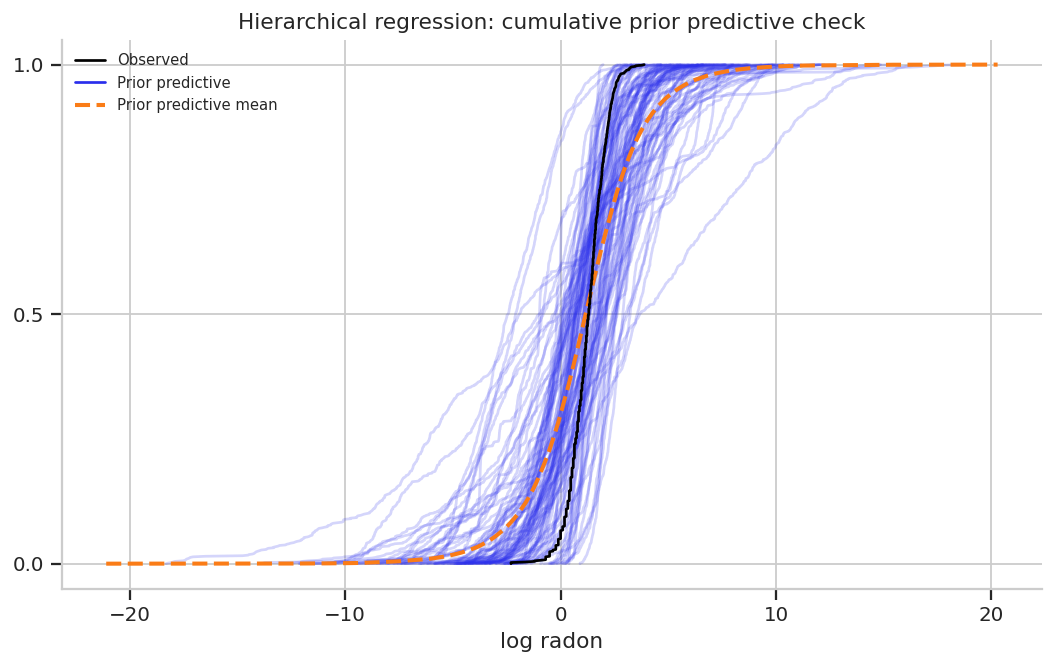 Hierarchical regression: cumulative prior predictive check
Observed
Prior predictive
Prior predictive mean
1.0
0.5
0.0
−20
−10
0
10
20
log radon